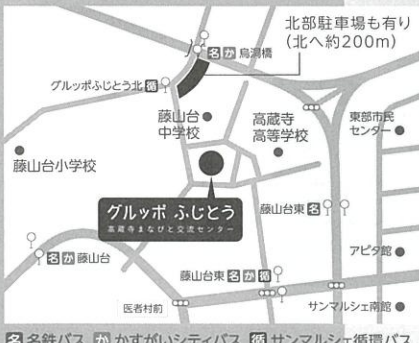 北部駐車場も有り
(北へ約200m)
名 か 烏洞橋
グルッポふじとう北 循
藤山台
中学校
高蔵寺
高等学校
東部市民
センター
藤山台小学校
グルッポ ふじとう
高蔵寺まなびと交流センター
藤山台東 名
名 か 藤山台
アピタ館
藤山台東 名 か 循
医者村前
サンマルシェ南館
名 名鉄バス か かすがいシティバス 循 サンマルシェ循環バス